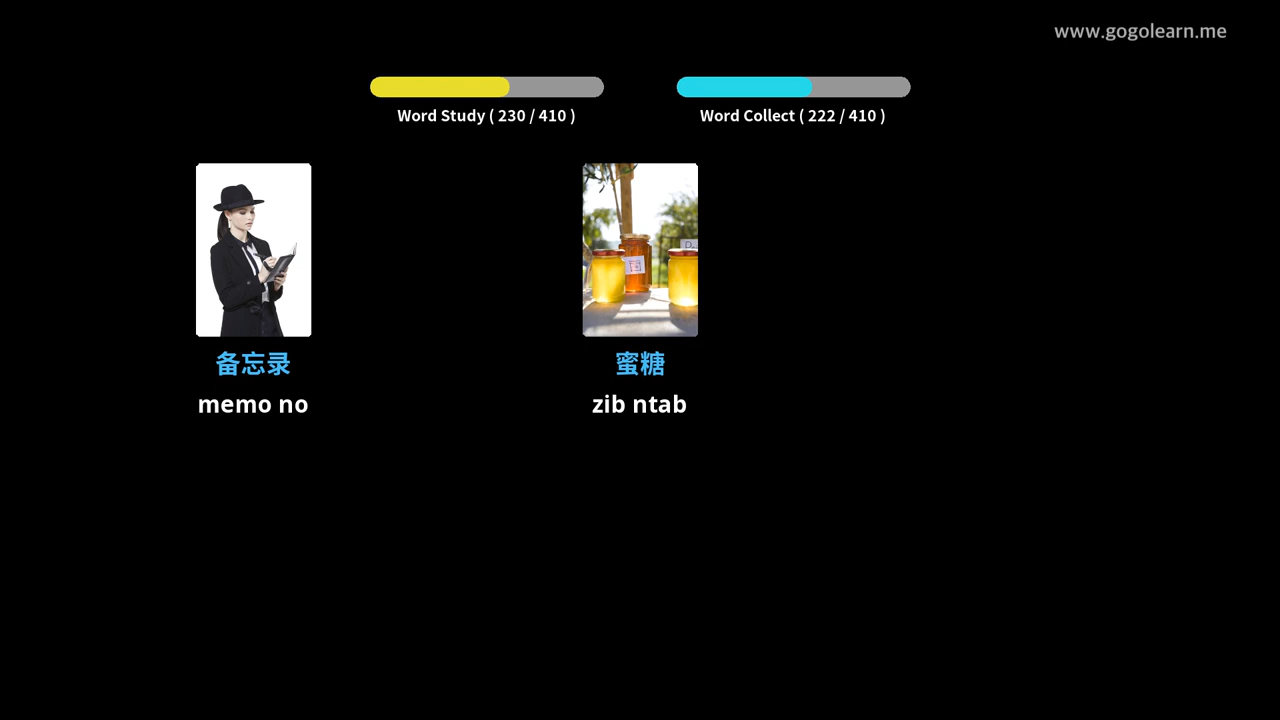 www.gogolearn.me
Word Study ( 230 / 410 )
Word Collect ( 222 / 410 )
备忘录
memo no
蜜糖
zib ntab